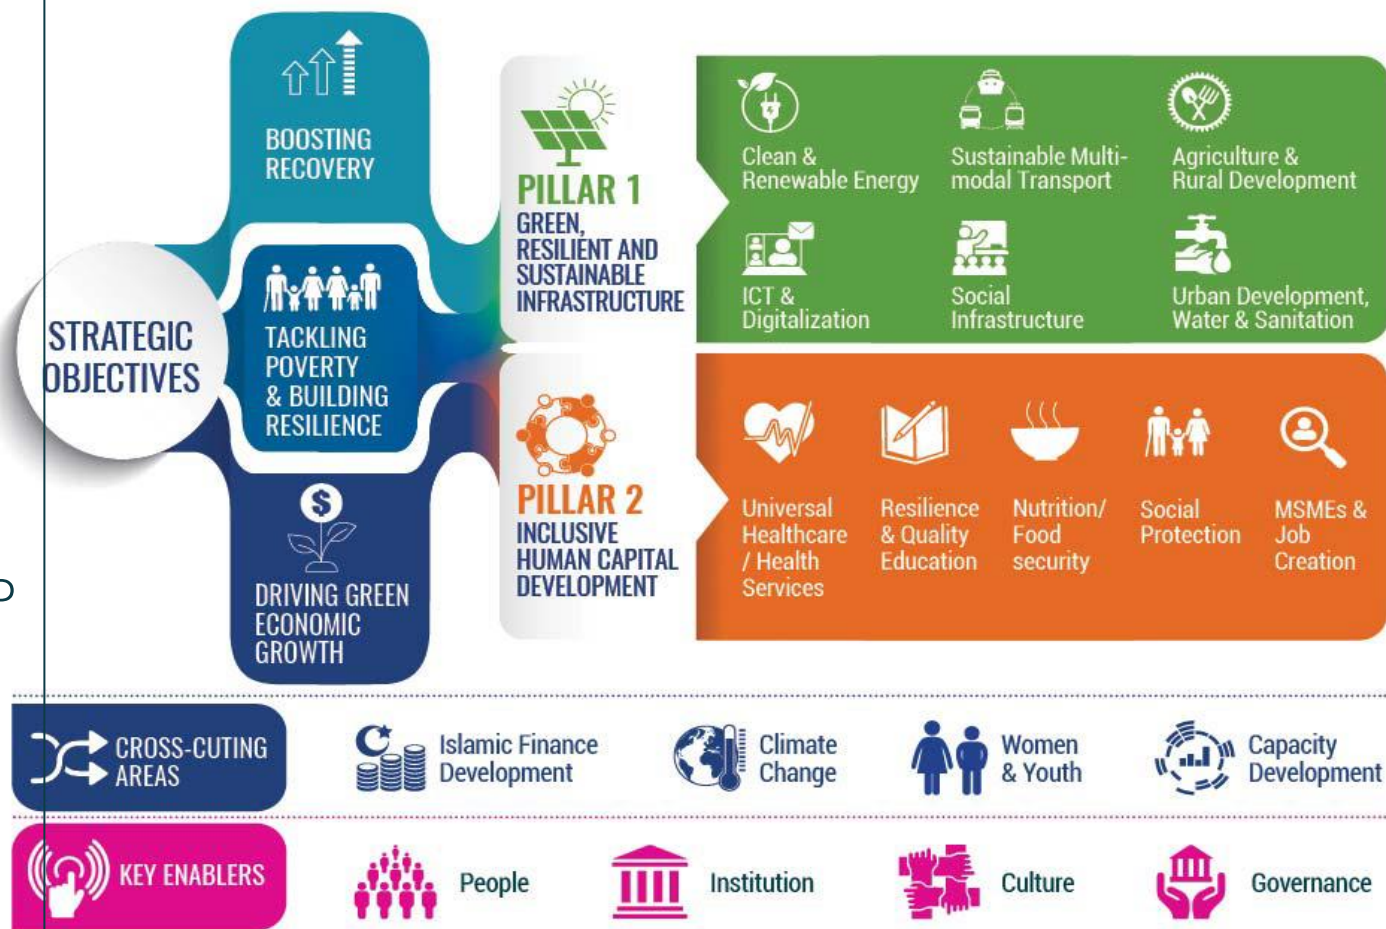 BOOSTING
RECOVERY
STRATEGIC
OBJECTIVES
TACKLING
POVERTY
& BUILDING
RESILIENCE
$
DRIVING GREEN
ECONOMIC
GROWTH
PILLAR 1
GREEN,
RESILIENT AND
SUSTAINABLE
INFRASTRUCTURE
Clean &
Renewable Energy
Sustainable Multi-
modal Transport
Agriculture &
Rural Development
ICT &
Digitalization
Social
Infrastructure
Urban Development,
Water & Sanitation
PILLAR 2
INCLUSIVE
HUMAN CAPITAL
DEVELOPMENT
Universal
Healthcare
/ Health
Services
Resilience
& Quality
Education
Nutrition/
Food
security
Social
Protection
MSMEs &
Job
Creation
CROSS-CUTING
AREAS
Islamic Finance
Development
Climate
Change
Women
& Youth
Capacity
Development
KEY ENABLERS
People
Institution
Culture
Governance